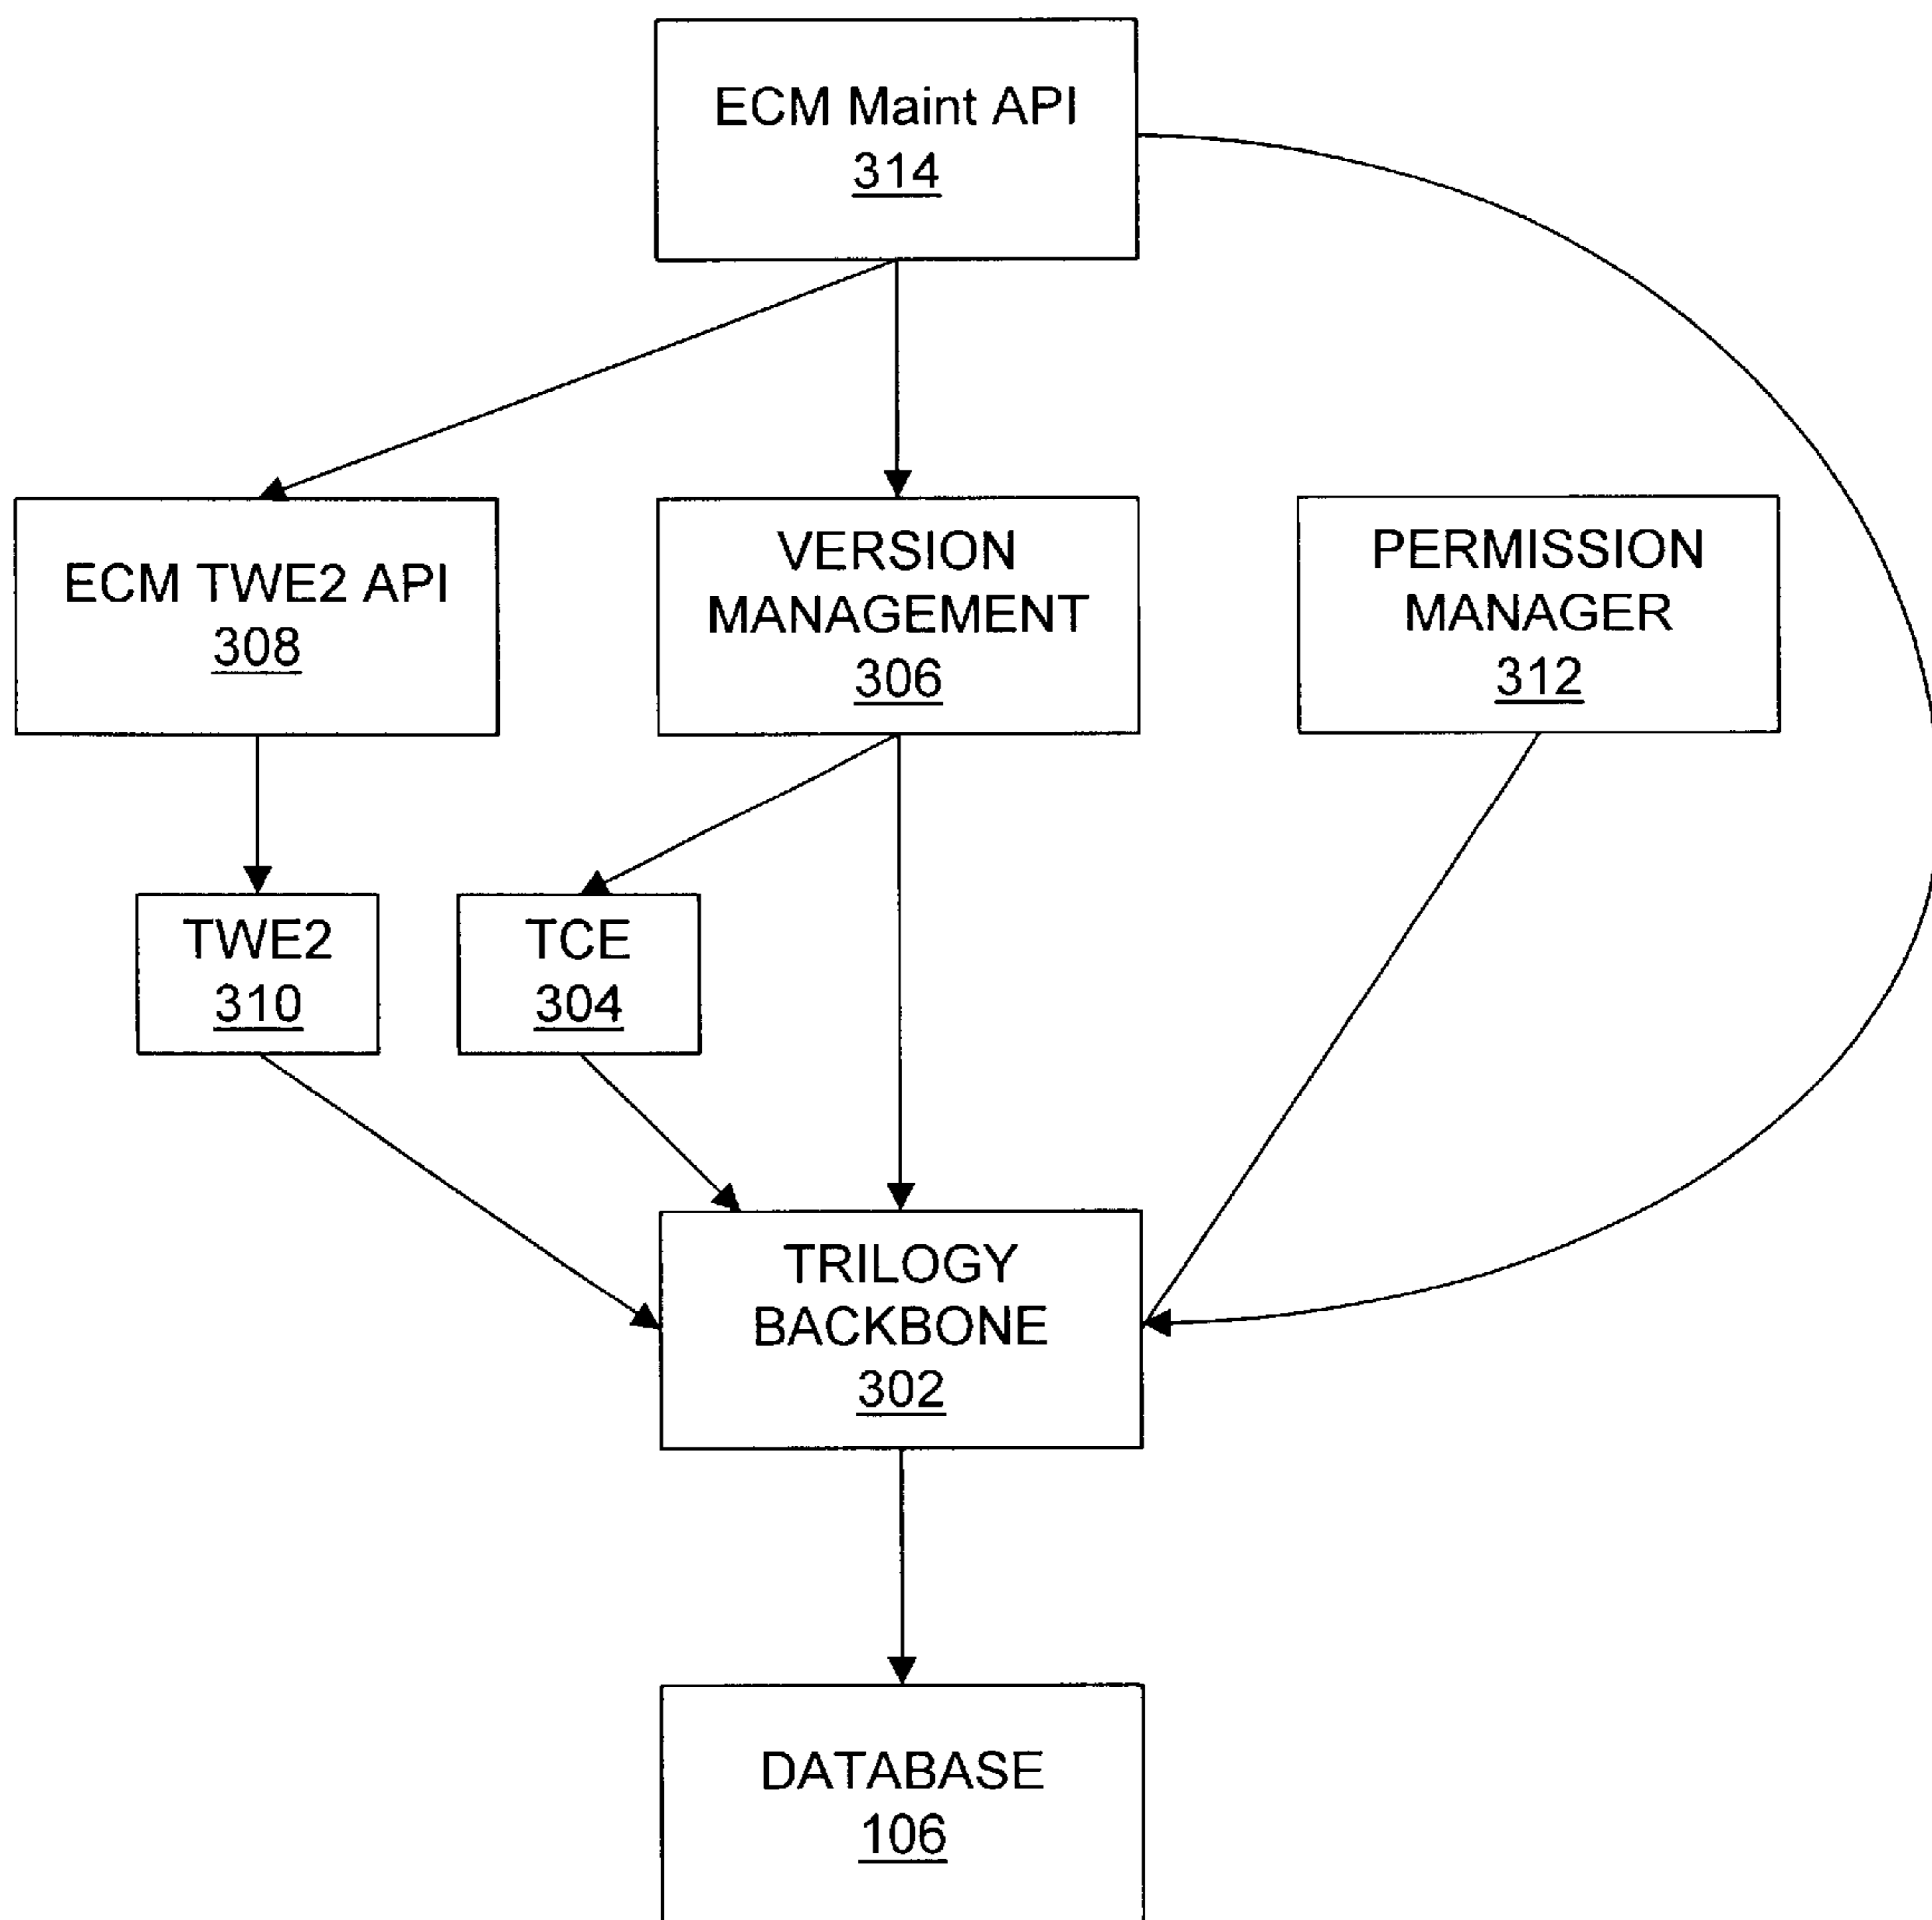 ECM Maint API
314
ECM TWE2 API
308
VERSION
MANAGEMENT
306
PERMISSION
MANAGER
312
TWE2
310
TCE
304
TRILOGY
BACKBONE
302
DATABASE
106